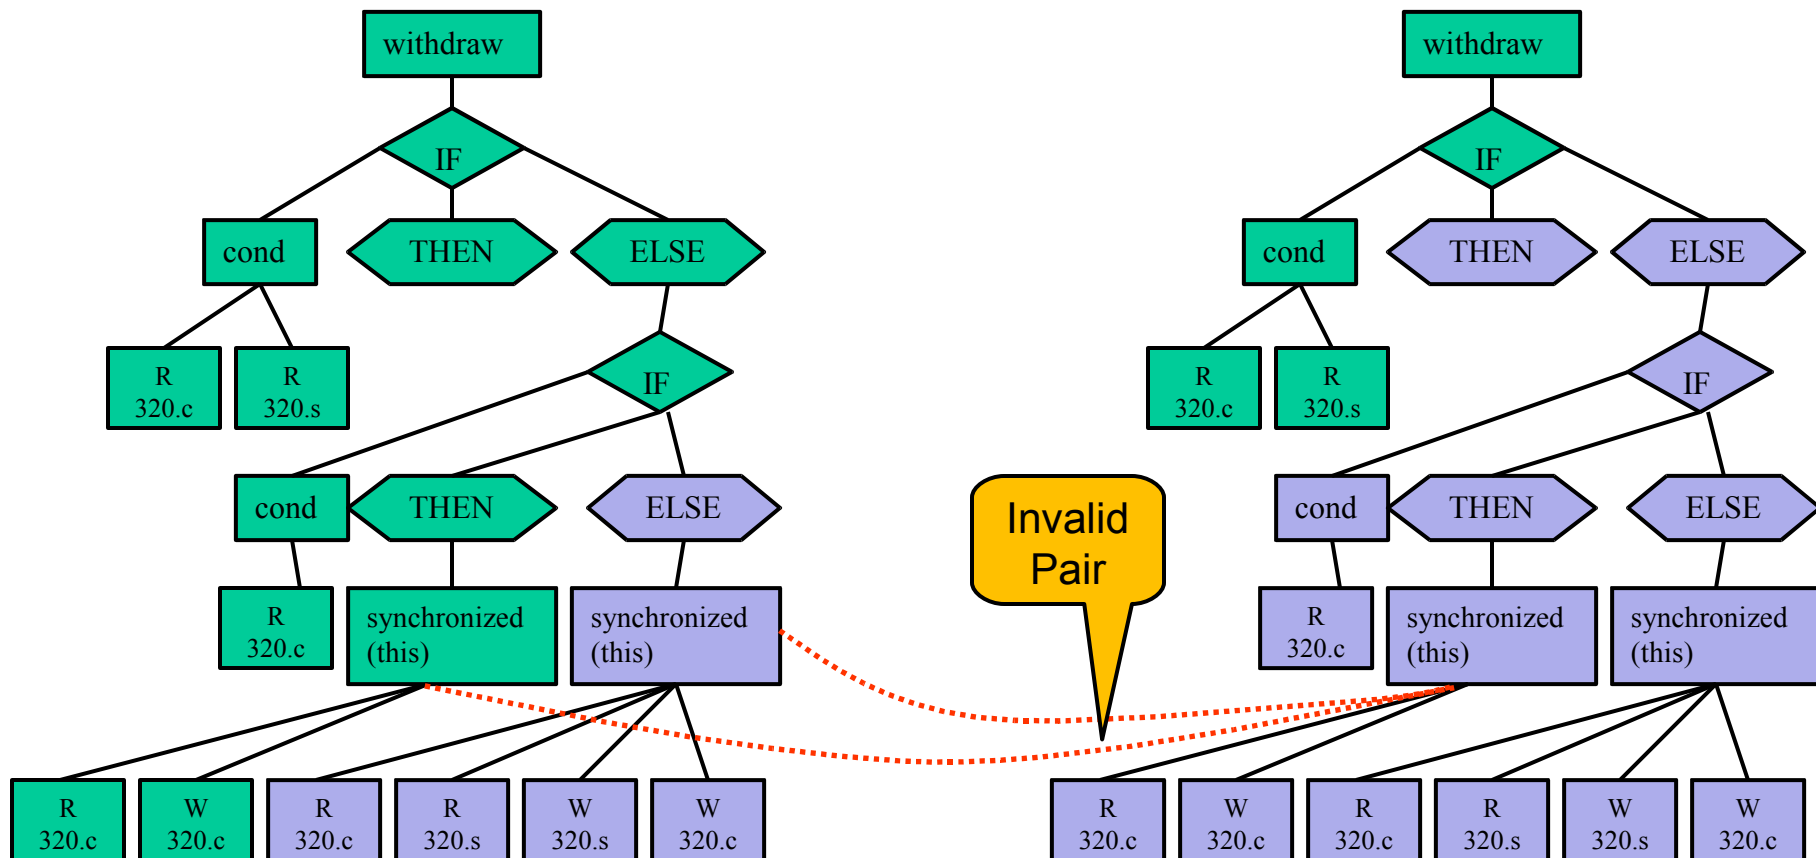 withdraw
IF
cond
THEN
ELSE
R
320.c
R
320.s
IF
cond
THEN
ELSE
R
320.c
synchronized
(this)
synchronized
(this)
R
320.c
W
320.c
R
320.c
R
320.s
W
320.s
W
320.c
Invalid
Pair
withdraw
IF
cond
THEN
ELSE
R
320.c
R
320.s
IF
cond
THEN
ELSE
R
320.c
synchronized
(this)
synchronized
(this)
R
320.c
W
320.c
R
320.c
R
320.s
W
320.s
W
320.c